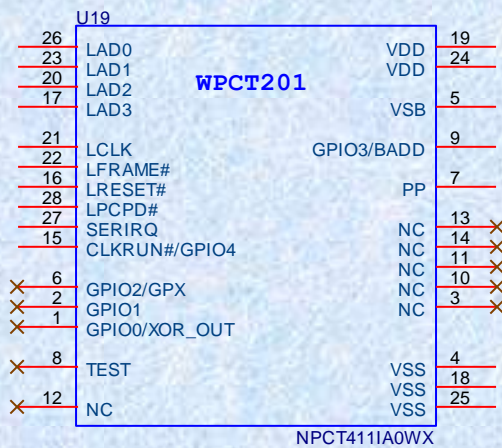 U19
WPCT201
26 LAD0
23 LAD1
20 LAD2
17 LAD3
21 LCLK
22 LFRAME#
16 LRESET#
28 LPCPD#
27 SERIRQ
15 CLKRUN#/GPIO4
6 GPIO2/GPX
2 GPIO1
1 GPIO0/XOR_OUT
8 TEST
12 NC
VDD 19
VDD 24
VSB 5
GPIO3/BADD 9
PP 7
NC 13
NC 14
NC 11
NC 10
NC 3
VSS 4
VSS 18
VSS 25
NPCT411IA0WX